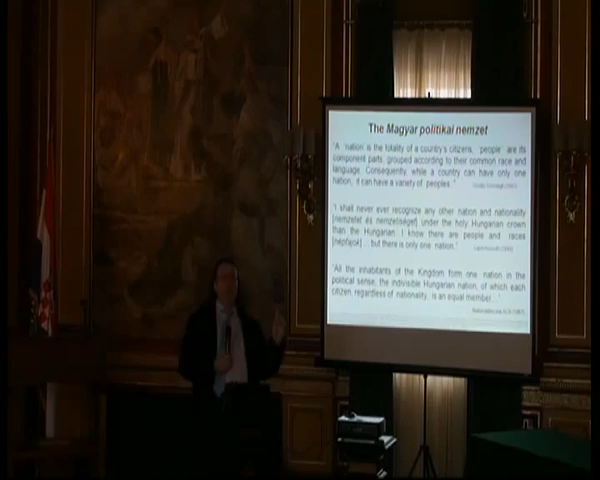 The Magyar politikai nemzet
"A 'nation' is the totality of a country's citizens, 'people' are its
component parts, grouped according to their common race and
language. Consequently, while a country can have only one
nation, it can have a variety of peoples."
"I shall never ever recognize any other nation and nationality
[nemzetet és nemzetiséget] under the holy Hungarian crown
than the Hungarian. I know there are people and races
[népfajok] ... but there is only one nation."
"All the inhabitants of the Kingdom form one nation in the
political sense, the indivisible Hungarian nation, of which each
citizen, regardless of nationality, is an equal member..."